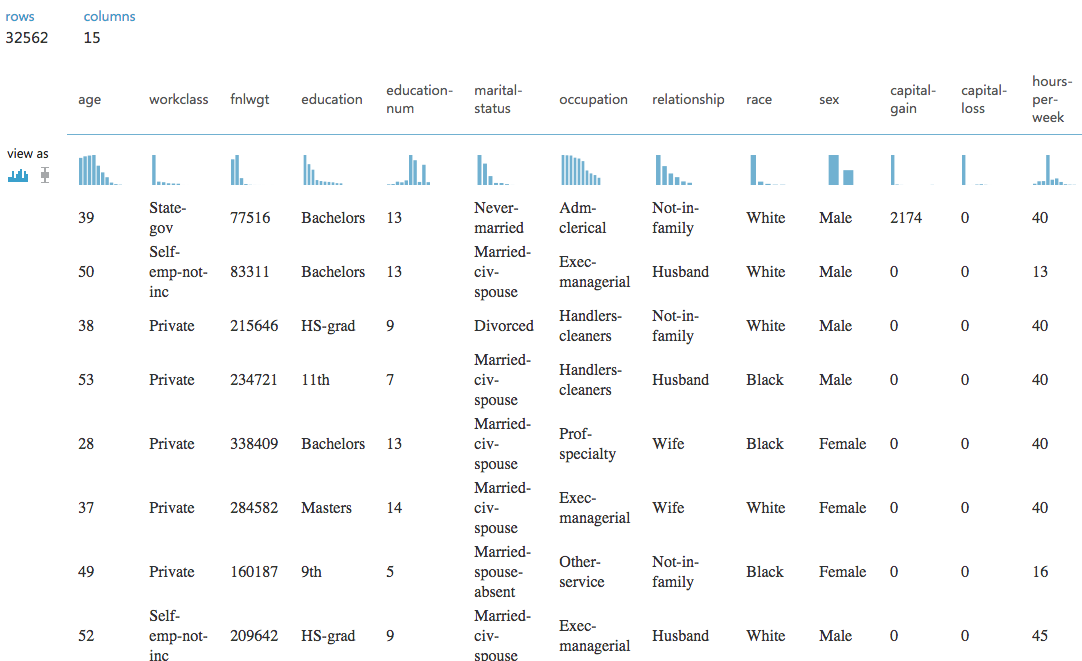 rows columns
32562 15
age workclass fnlwgt education education-num marital-status occupation relationship race sex capital-gain capital-loss hours-per-week
view as
39 State-gov 77516 Bachelors 13 Never-married Adm-clerical Not-in-family White Male 2174 0 40
50 Self-emp-not-inc 83311 Bachelors 13 Married-civ-spouse Exec-managerial Husband White Male 0 0 13
38 Private 215646 HS-grad 9 Divorced Handlers-cleaners Not-in-family White Male 0 0 40
53 Private 234721 11th 7 Married-civ-spouse Handlers-cleaners Husband Black Male 0 0 40
28 Private 338409 Bachelors 13 Married-civ-spouse Prof-specialty Wife Black Female 0 0 40
37 Private 284582 Masters 14 Married-civ-spouse Exec-managerial Wife White Female 0 0 40
49 Private 160187 9th 5 Married-spouse-absent Other-service Not-in-family Black Female 0 0 16
52 Self-emp-not-inc 209642 HS-grad 9 Married-civ-spouse Exec-managerial Husband White Male 0 0 45